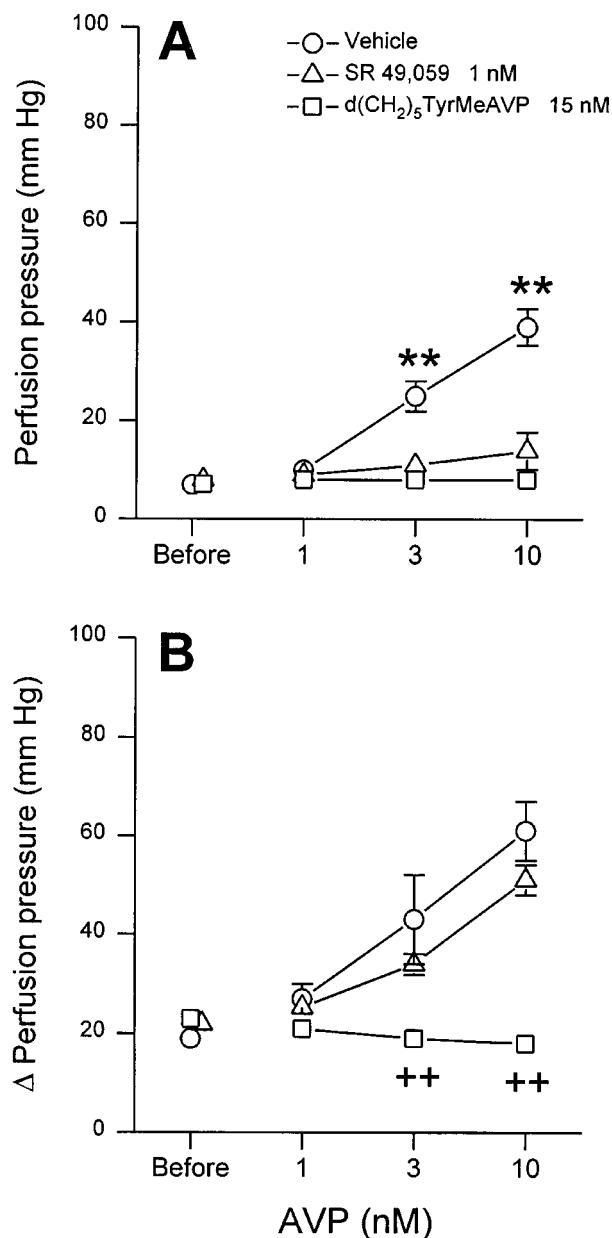 A
Vehicle
SR 49,059 1 nM
d(CH2)5TyrMeAVP 15 nM
Perfusion pressure (mm Hg)
100
80
60
40
20
0
**
**
Before
1
3
10
B
Δ Perfusion pressure (mm Hg)
100
80
60
40
20
0
++
++
Before
1
3
10
AVP (nM)